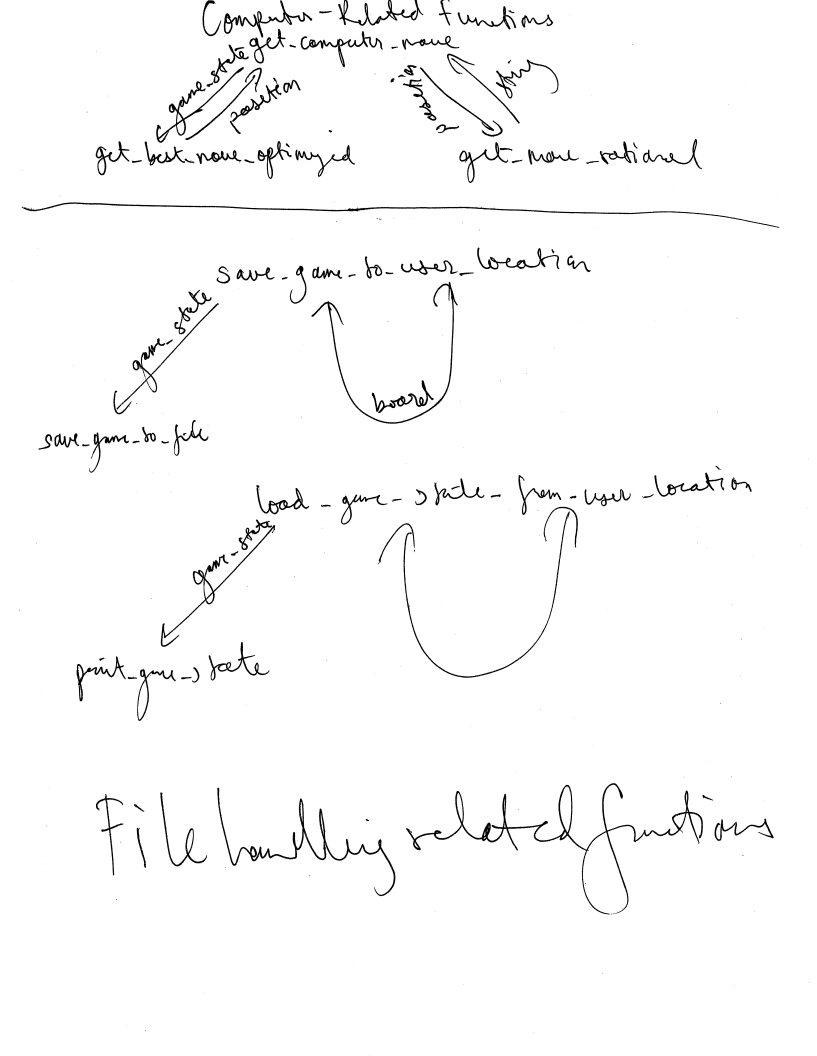 Computer-Related Functions
get_computer_move
game_state
position
position
string
get_best_move_optimized
get_move_rational
save_game_to_user_location
game_state
board
save_game_to_file
load_game_state_from_user_location
game_state
print_game_state
File handling related functions